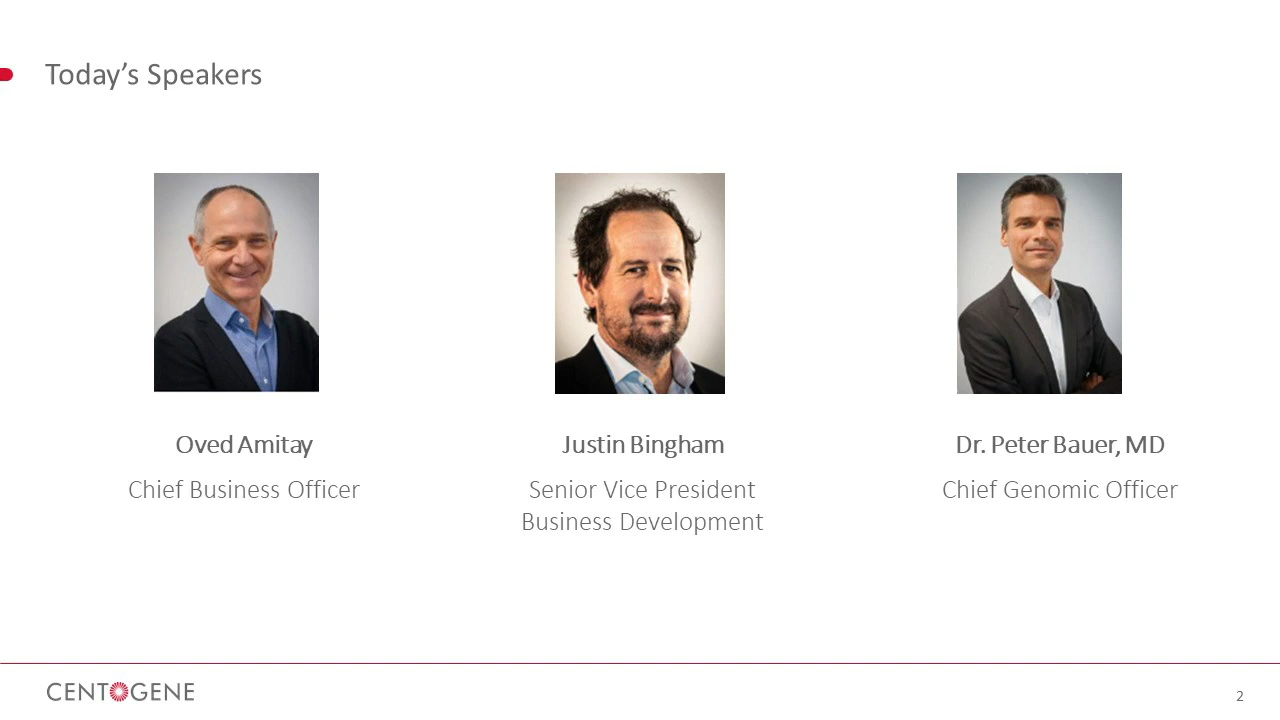 Today’s Speakers
Oved Amitay
Chief Business Officer
Justin Bingham
Senior Vice President
Business Development
Dr. Peter Bauer, MD
Chief Genomic Officer
CENTOGENE
2